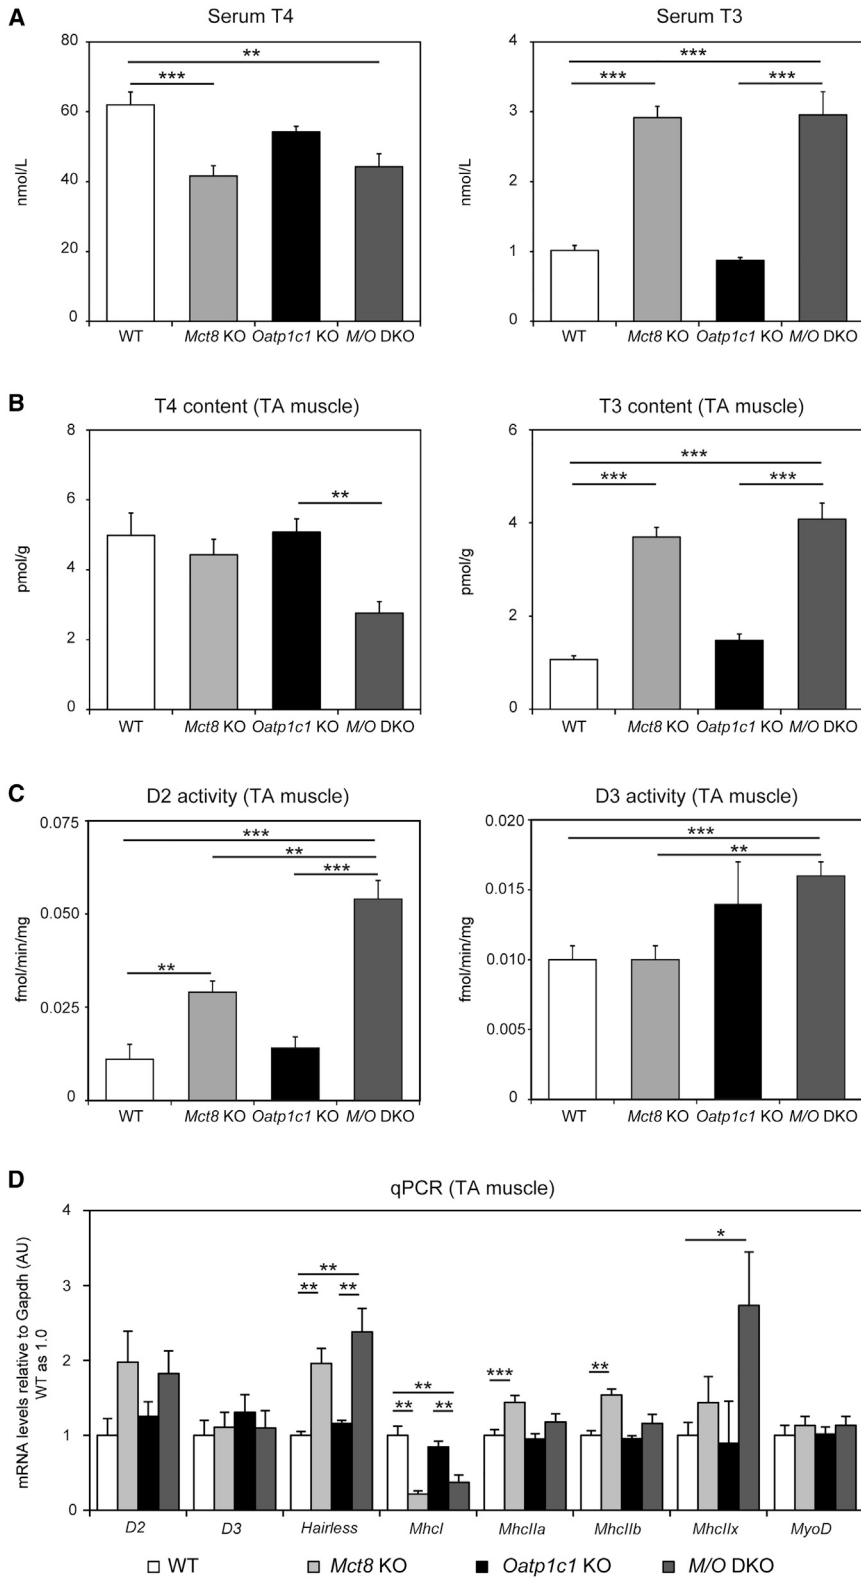 A
Serum T4
Serum T3
80
60
40
20
0
nmol/L
***
**
WT
Mct8 KO
Oatp1c1 KO
M/O DKO
4
3
2
1
0
nmol/L
***
***
***
WT
Mct8 KO
Oatp1c1 KO
M/O DKO
B
T4 content (TA muscle)
T3 content (TA muscle)
8
6
4
2
0
pmol/g
**
WT
Mct8 KO
Oatp1c1 KO
M/O DKO
6
4
2
0
pmol/g
***
***
***
WT
Mct8 KO
Oatp1c1 KO
M/O DKO
C
D2 activity (TA muscle)
D3 activity (TA muscle)
0.075
0.050
0.025
0
fmol/min/mg
***
**
***
**
WT
Mct8 KO
Oatp1c1 KO
M/O DKO
0.020
0.015
0.010
0.005
0
fmol/min/mg
***
**
WT
Mct8 KO
Oatp1c1 KO
M/O DKO
D
qPCR (TA muscle)
4
3
2
1
0
mRNA levels relative to Gapdh (AU)
WT as 1.0
**
**
**
**
**
**
***
**
*
D2
D3
Hairless
MhcI
MhcIIa
MhcIIb
MhcIIx
MyoD
WT
Mct8 KO
Oatp1c1 KO
M/O DKO